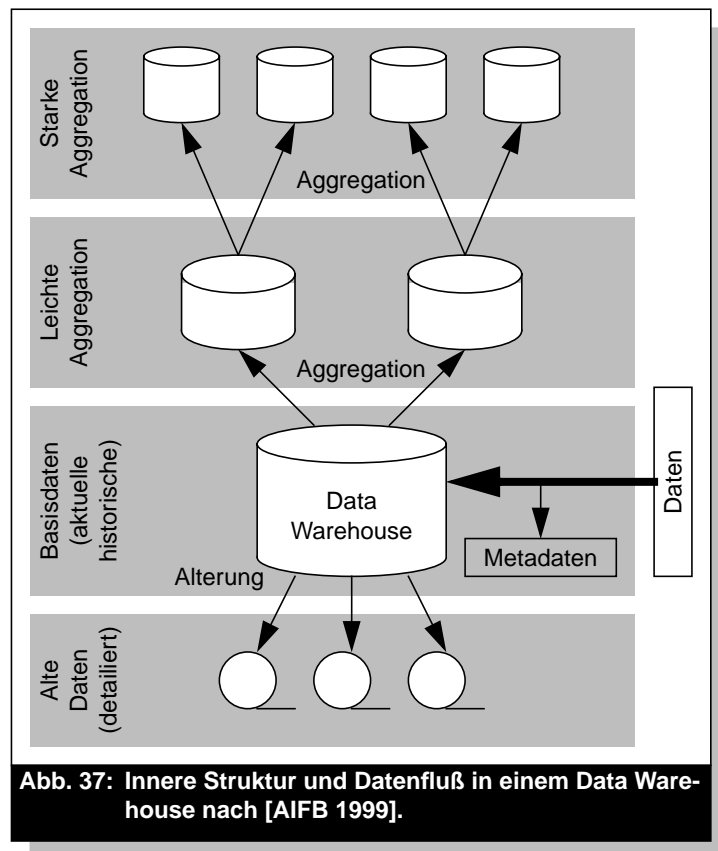 Starke
Aggregation
Aggregation
Leichte
Aggregation
Aggregation
Basisdaten
(aktuelle
historische)
Data
Warehouse
Daten
Metadaten
Alterung
Alte
Daten
(detailiert)
Abb. 37: Innere Struktur und Datenfluß in einem Data Ware-
house nach [AIFB 1999].